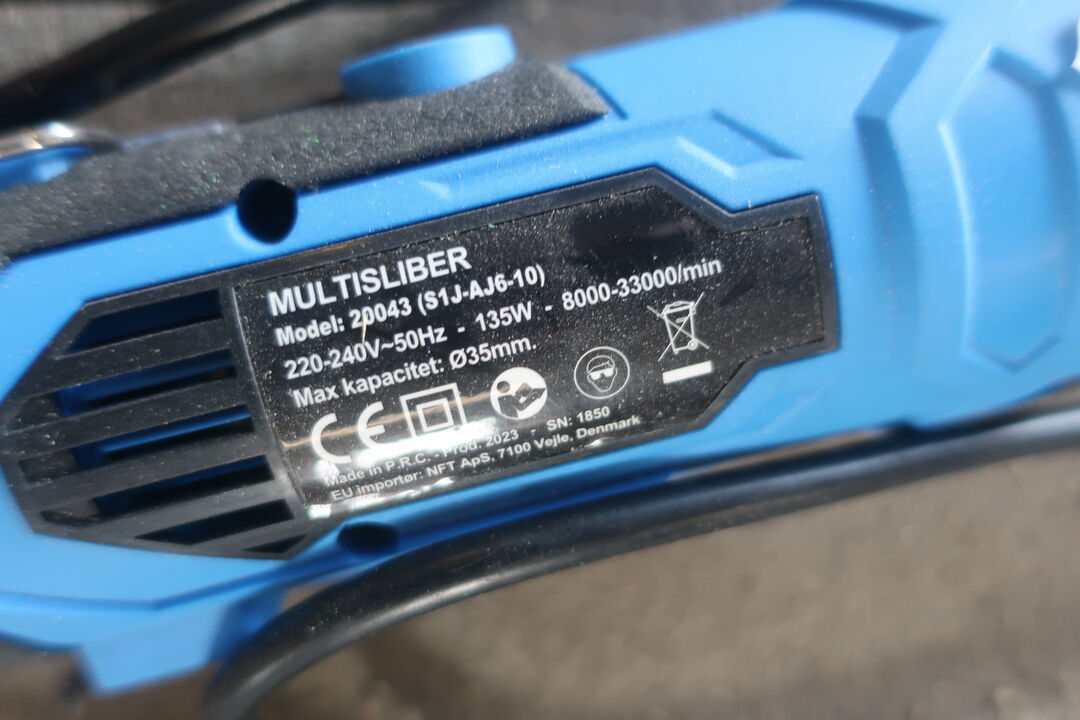 MULTISLIBER
Model: 20043 (S1J-AJ6-10)
220-240V~50Hz - 135W - 8000-33000/min
Max kapacitet: Ø35mm.
CE
Made in P.R.C. - Prod. 2023 - SN: 1850
EU importør: NFT ApS, 7100 Vejle, Denmark